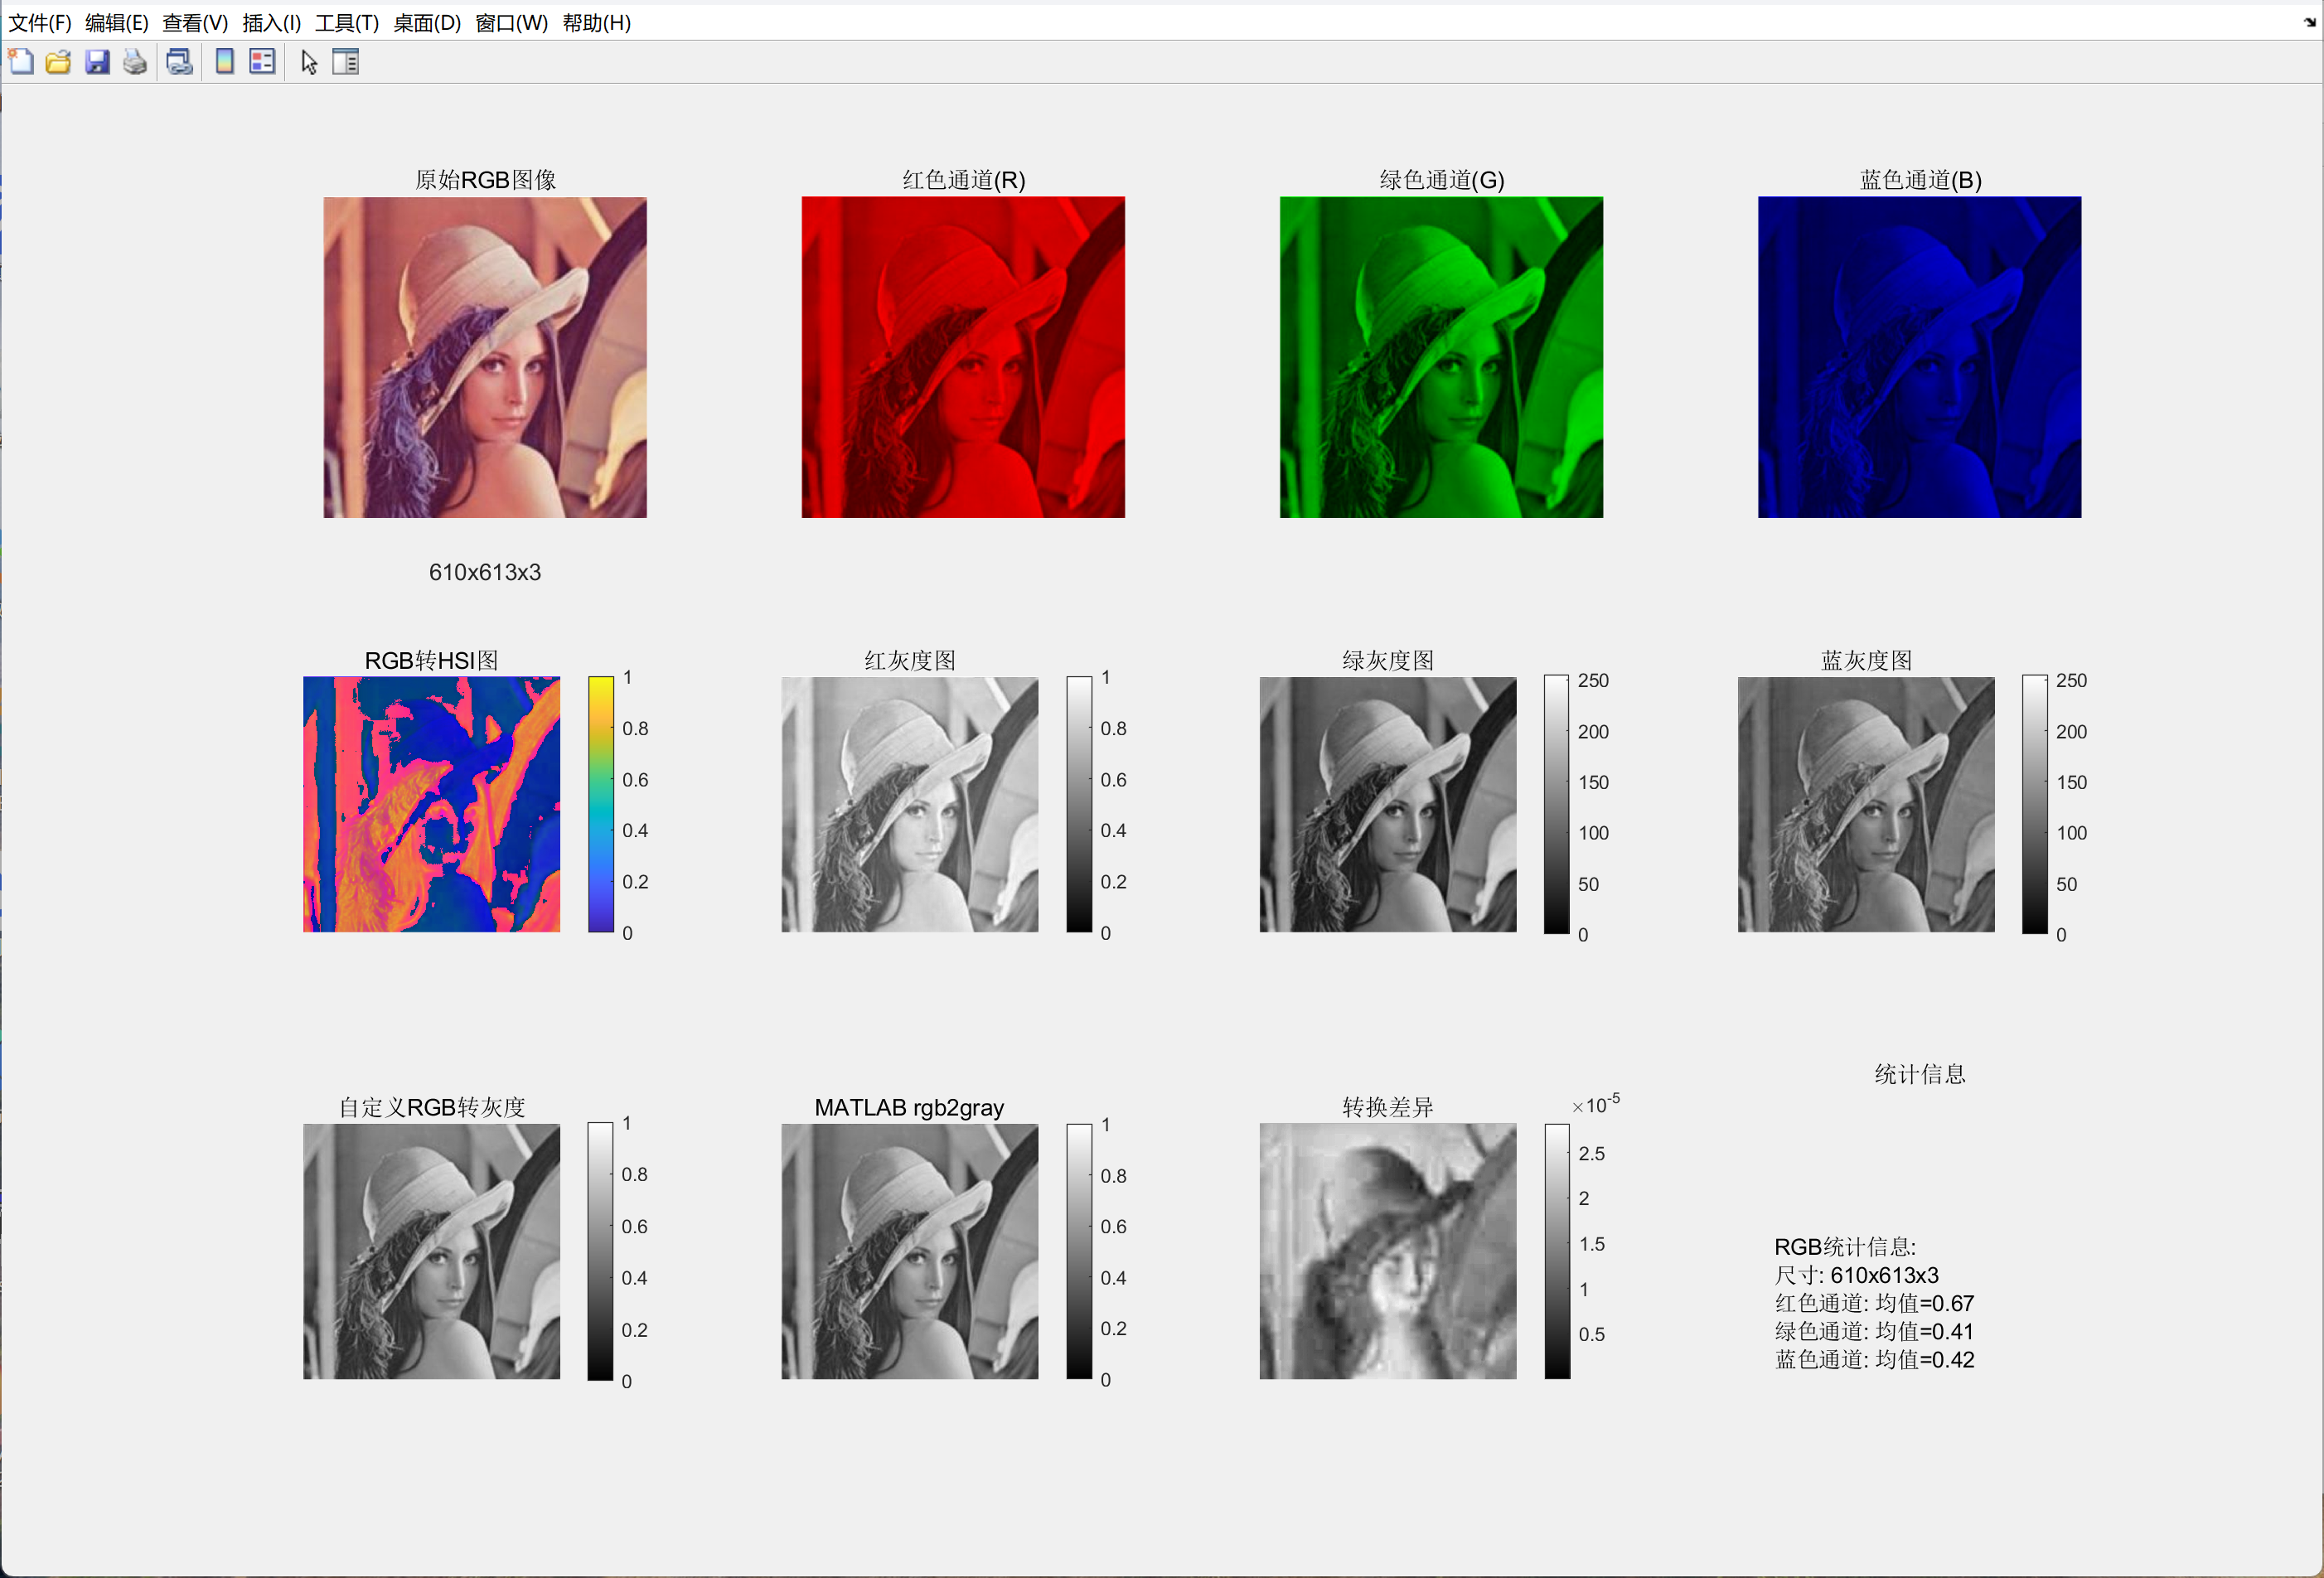 文件(F) 编辑(E) 查看(V) 插入(I) 工具(T) 桌面(D) 窗口(W) 帮助(H)
原始RGB图像
红色通道(R)
绿色通道(G)
蓝色通道(B)
610x613x3
RGB转HSI图
1
0.8
0.6
0.4
0.2
0
红灰度图
1
0.8
0.6
0.4
0.2
0
绿灰度图
250
200
150
100
50
0
蓝灰度图
250
200
150
100
50
0
自定义RGB转灰度
1
0.8
0.6
0.4
0.2
0
MATLAB rgb2gray
1
0.8
0.6
0.4
0.2
0
转换差异
×10-5
2.5
2
1.5
1
0.5
统计信息
RGB统计信息:
尺寸: 610x613x3
红色通道: 均值=0.67
绿色通道: 均值=0.41
蓝色通道: 均值=0.42